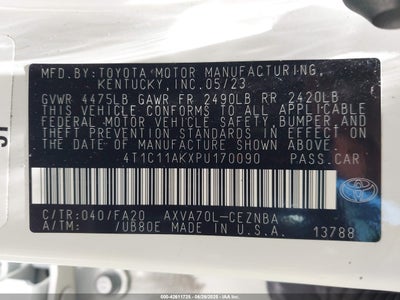 MFD.BY:TOYOTA MOTOR MANUFACTURING,
KENTUCKY,INC.05/23
GVWR 4475LB GAWR FR 2490LB RR 2420LB
THIS VEHICLE CONFORMS TO ALL APPLICABLE
FEDERAL MOTOR VEHICLE SAFETY,BUMPER,AND
THEFT PREVENTION STANDARDS IN EFFECT ON
THE DATE OF MANUFACTURE SHOWN ABOVE.
4T1C11AKXPU170090 PASS.CAR
C/TR:040/FA20 AXVA70L-CEZNBA
A/TM: /UB80E MADE IN U.S.A. 13788
TOYOTA
000-42611725 - 04/26/2025 - IAAI